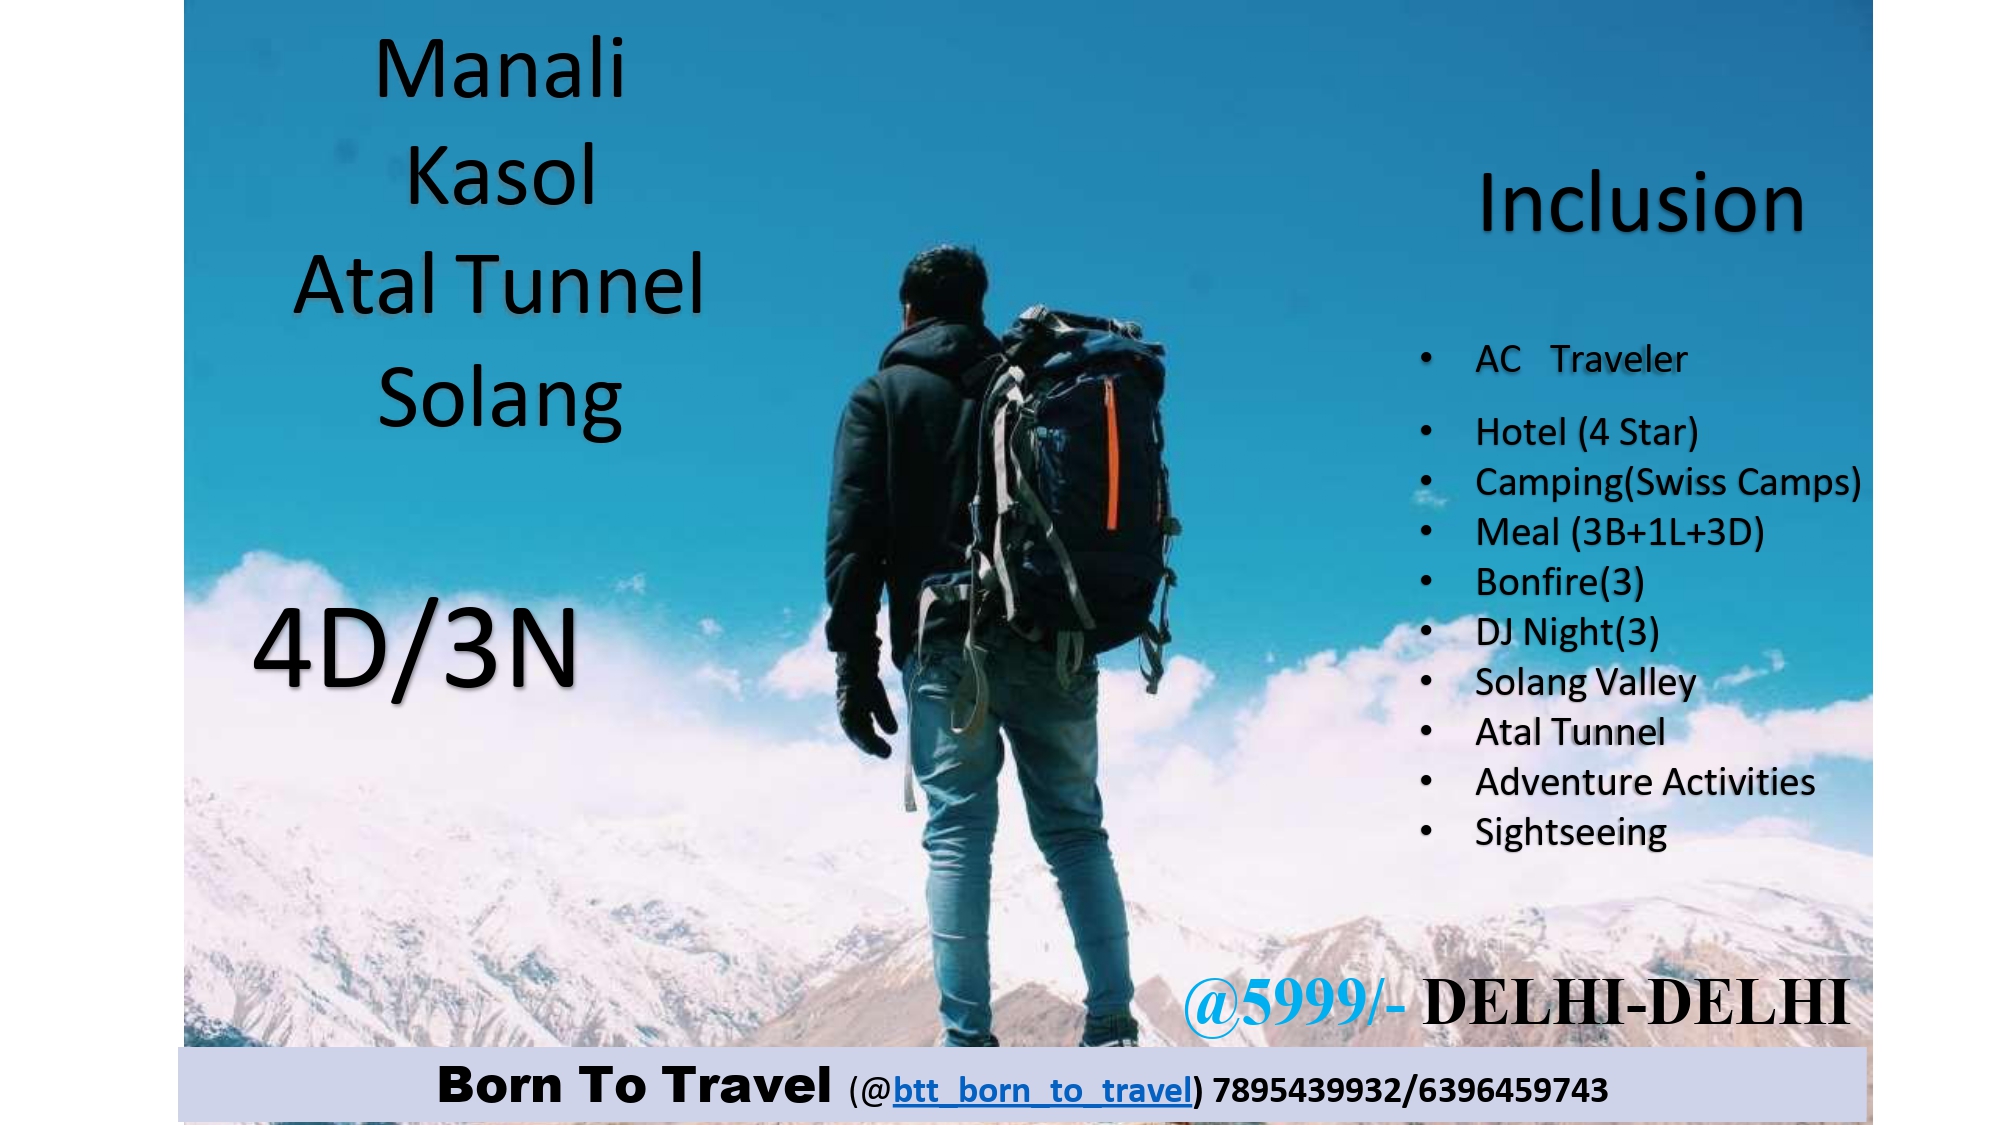 Manali
Kasol
Atal Tunnel
Solang
4D/3N
Inclusion
• AC Traveler
• Hotel (4 Star)
• Camping(Swiss Camps)
• Meal (3B+1L+3D)
• Bonfire(3)
• DJ Night(3)
• Solang Valley
• Atal Tunnel
• Adventure Activities
• Sightseeing
@5999/- DELHI-DELHI
Born To Travel (@btt_born_to_travel) 7895439932/6396459743